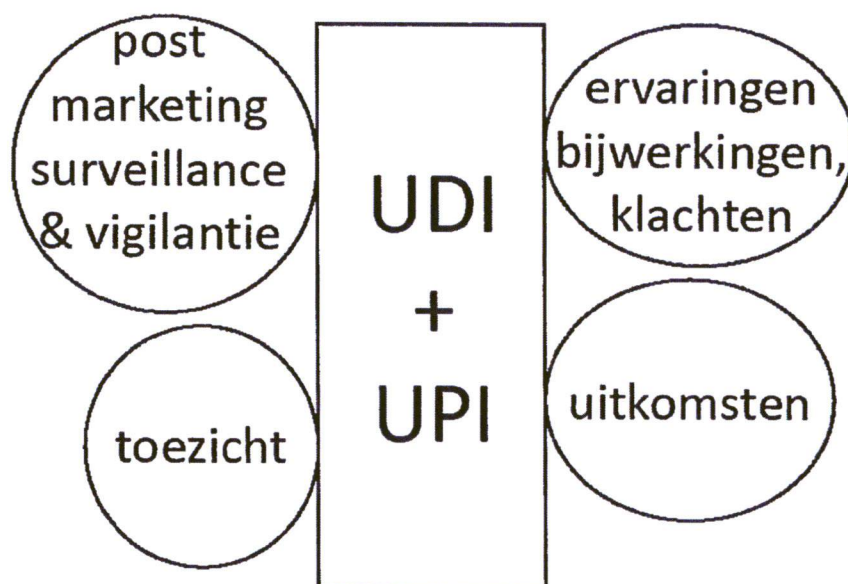 post
marketing
surveillance
& vigilantie
toezicht
UDI
+
UPI
ervaringen
bijwerkingen,
klachten
uitkomsten